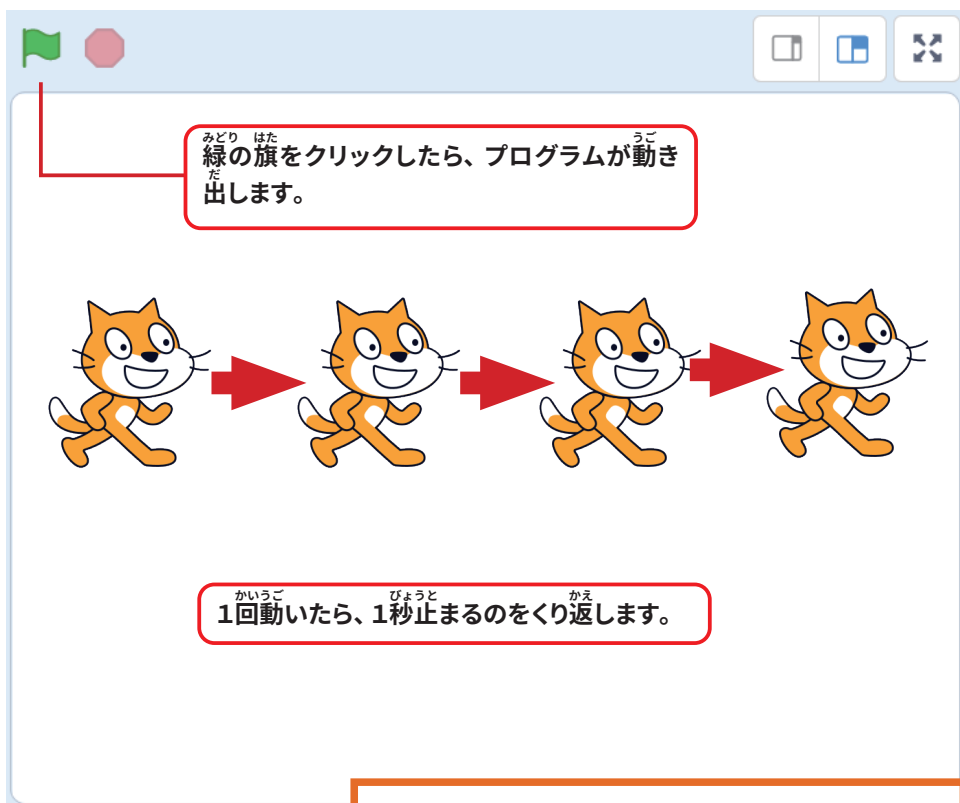 緑の旗をクリックしたら、プログラムが動き
出します。
1回動いたら、1秒止まるのをくり返します。